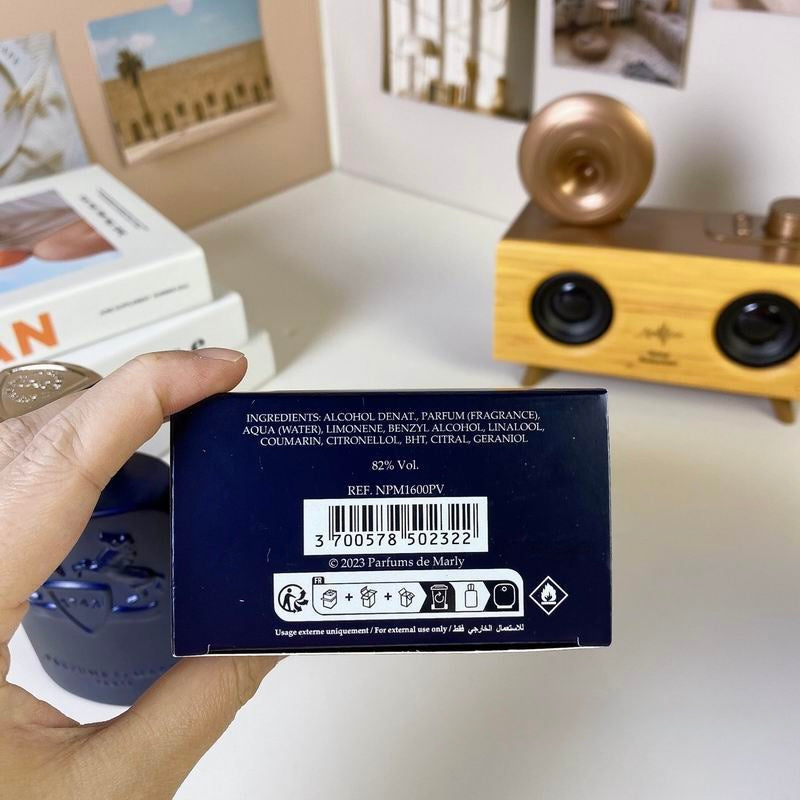 AN
INGREDIENTS: ALCOHOL DENAT., PARFUM (FRAGRANCE),
AQUA (WATER), LIMONENE, BENZYL ALCOHOL, LINALOOL,
COUMARIN, CITRONELLOL, BHT, CITRAL, GERANIOL
82% Vol.
REF. NPM1600PV
3 700578 502322
© 2023 Parfums de Marly
FR
+ + 
Usage externe uniquement / For external use only / للاستعمال الخارجي فقط
PARIS